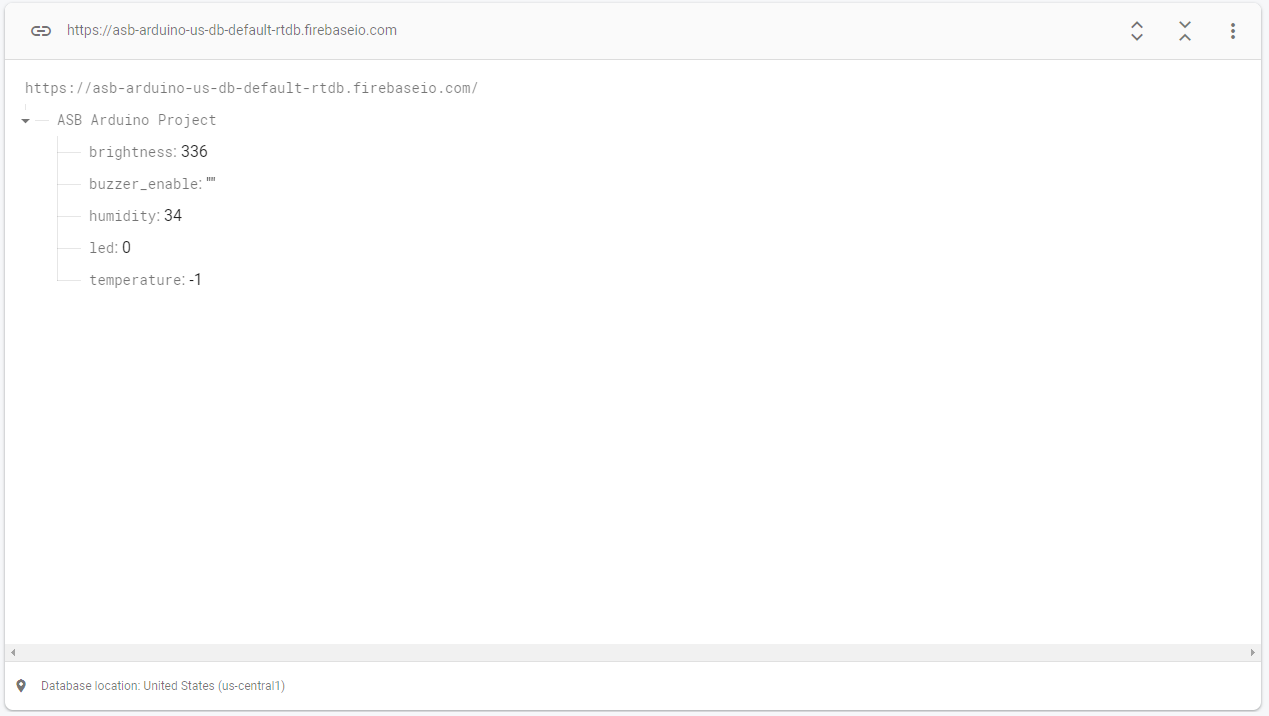 https://asb-arduino-us-db-default-rtdb.firebaseio.com
https://asb-arduino-us-db-default-rtdb.firebaseio.com/
ASB Arduino Project
brightness: 336
buzzer_enable: ""
humidity: 34
led: 0
temperature: -1
Database location: United States (us-central1)